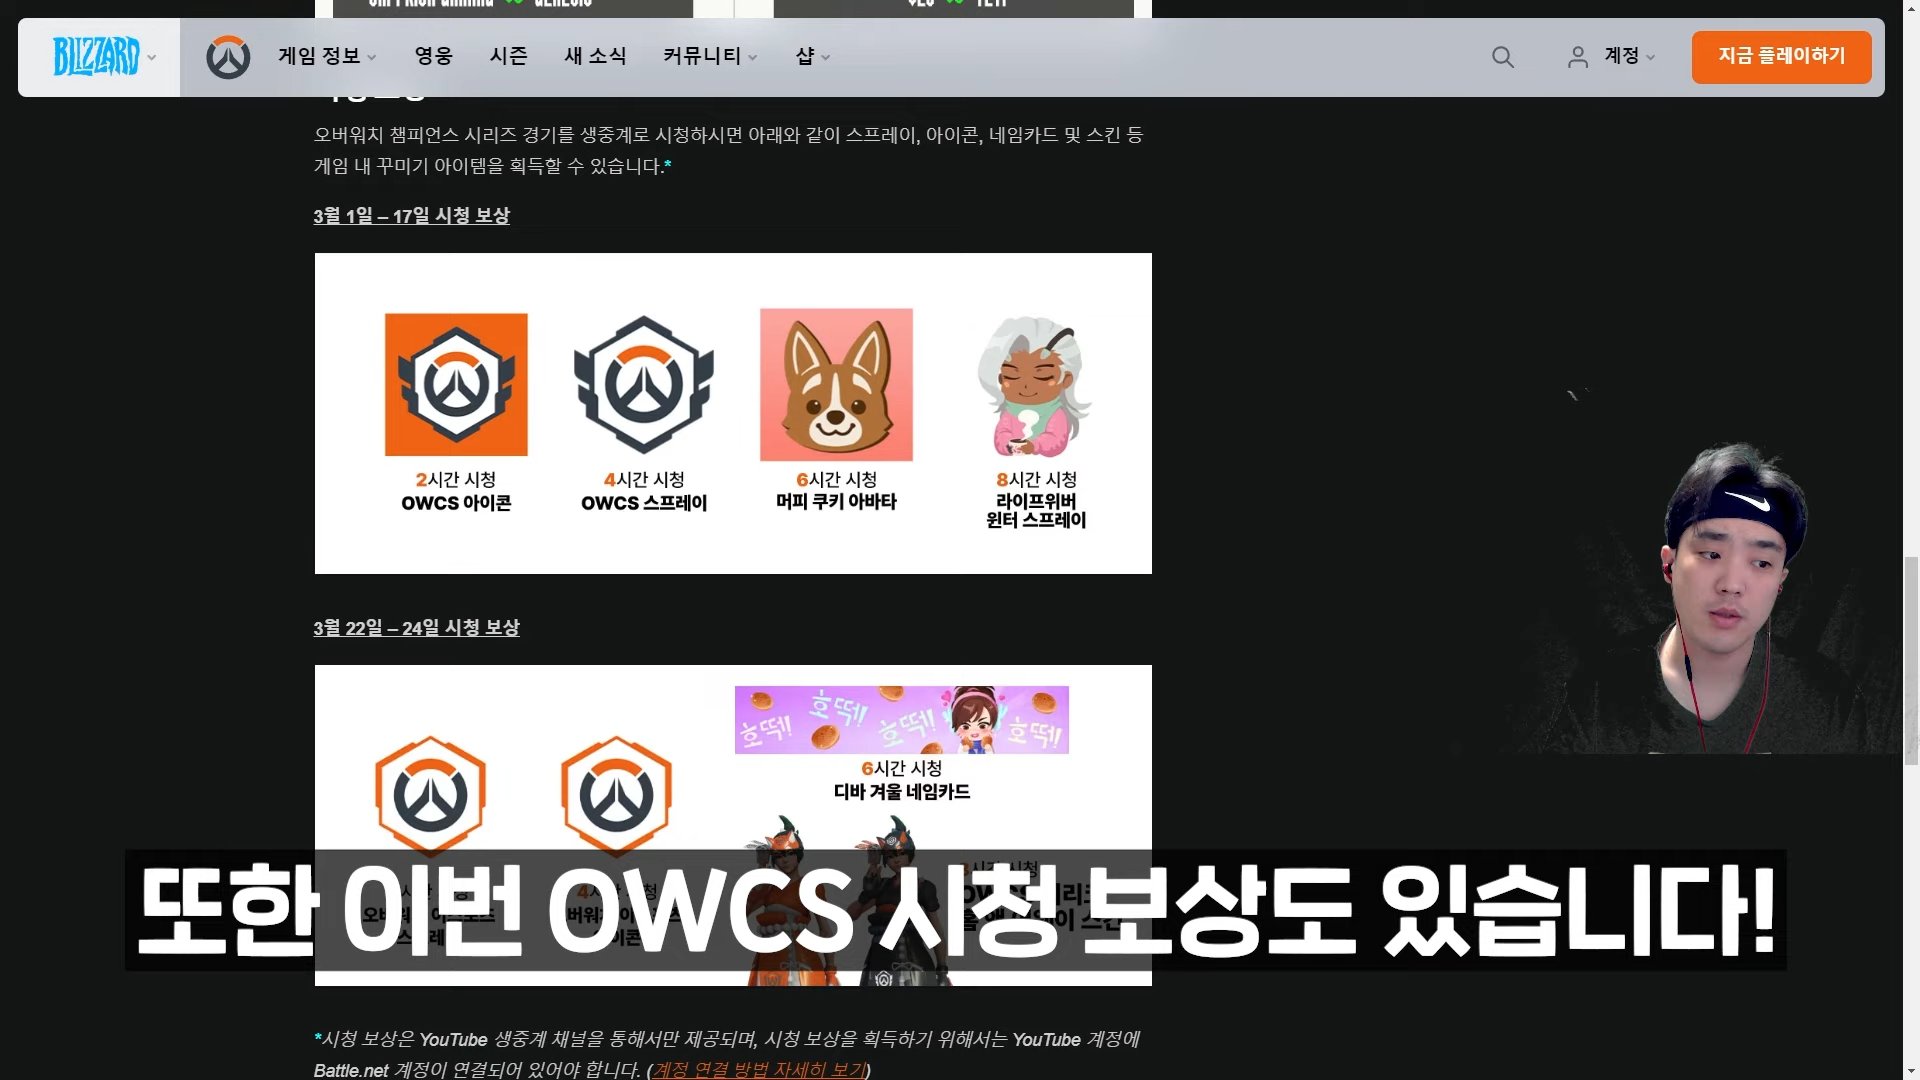 BLIZZARD
게임 정보
영웅
시즌
새 소식
커뮤니티
샵
계정
지금 플레이하기
오버워치 챔피언스 시리즈 경기를 생중계로 시청하시면 아래와 같이 스프레이, 아이콘, 네임카드 및 스킨 등
게임 내 꾸미기 아이템을 획득할 수 있습니다.*
3월 1일 – 17일 시청 보상
2시간 시청
OWCS 아이콘
4시간 시청
OWCS 스프레이
6시간 시청
머피 쿠키 아바타
8시간 시청
라이프위버
윈터 스프레이
3월 22일 – 24일 시청 보상
호떡! 호떡! 호떡! 호떡!
6시간 시청
디바 겨울 네임카드
또한 이번 OWCS 시청 보상도 있습니다!
*시청 보상은 YouTube 생중계 채널을 통해서만 제공되며, 시청 보상을 획득하기 위해서는 YouTube 계정에
Battle.net 계정이 연결되어 있어야 합니다. (계정 연결 방법 자세히 보기)